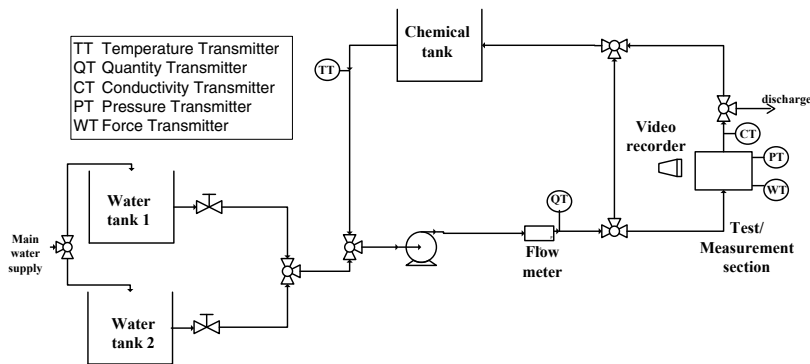 TT Temperature Transmitter
QT Quantity Transmitter
CT Conductivity Transmitter
PT Pressure Transmitter
WT Force Transmitter
Chemical
tank
TT
discharge
CT
Video
recorder
PT
WT
Water
tank 1
QT
Main
water
supply
Flow
meter
Test/
Measurement
section
Water
tank 2